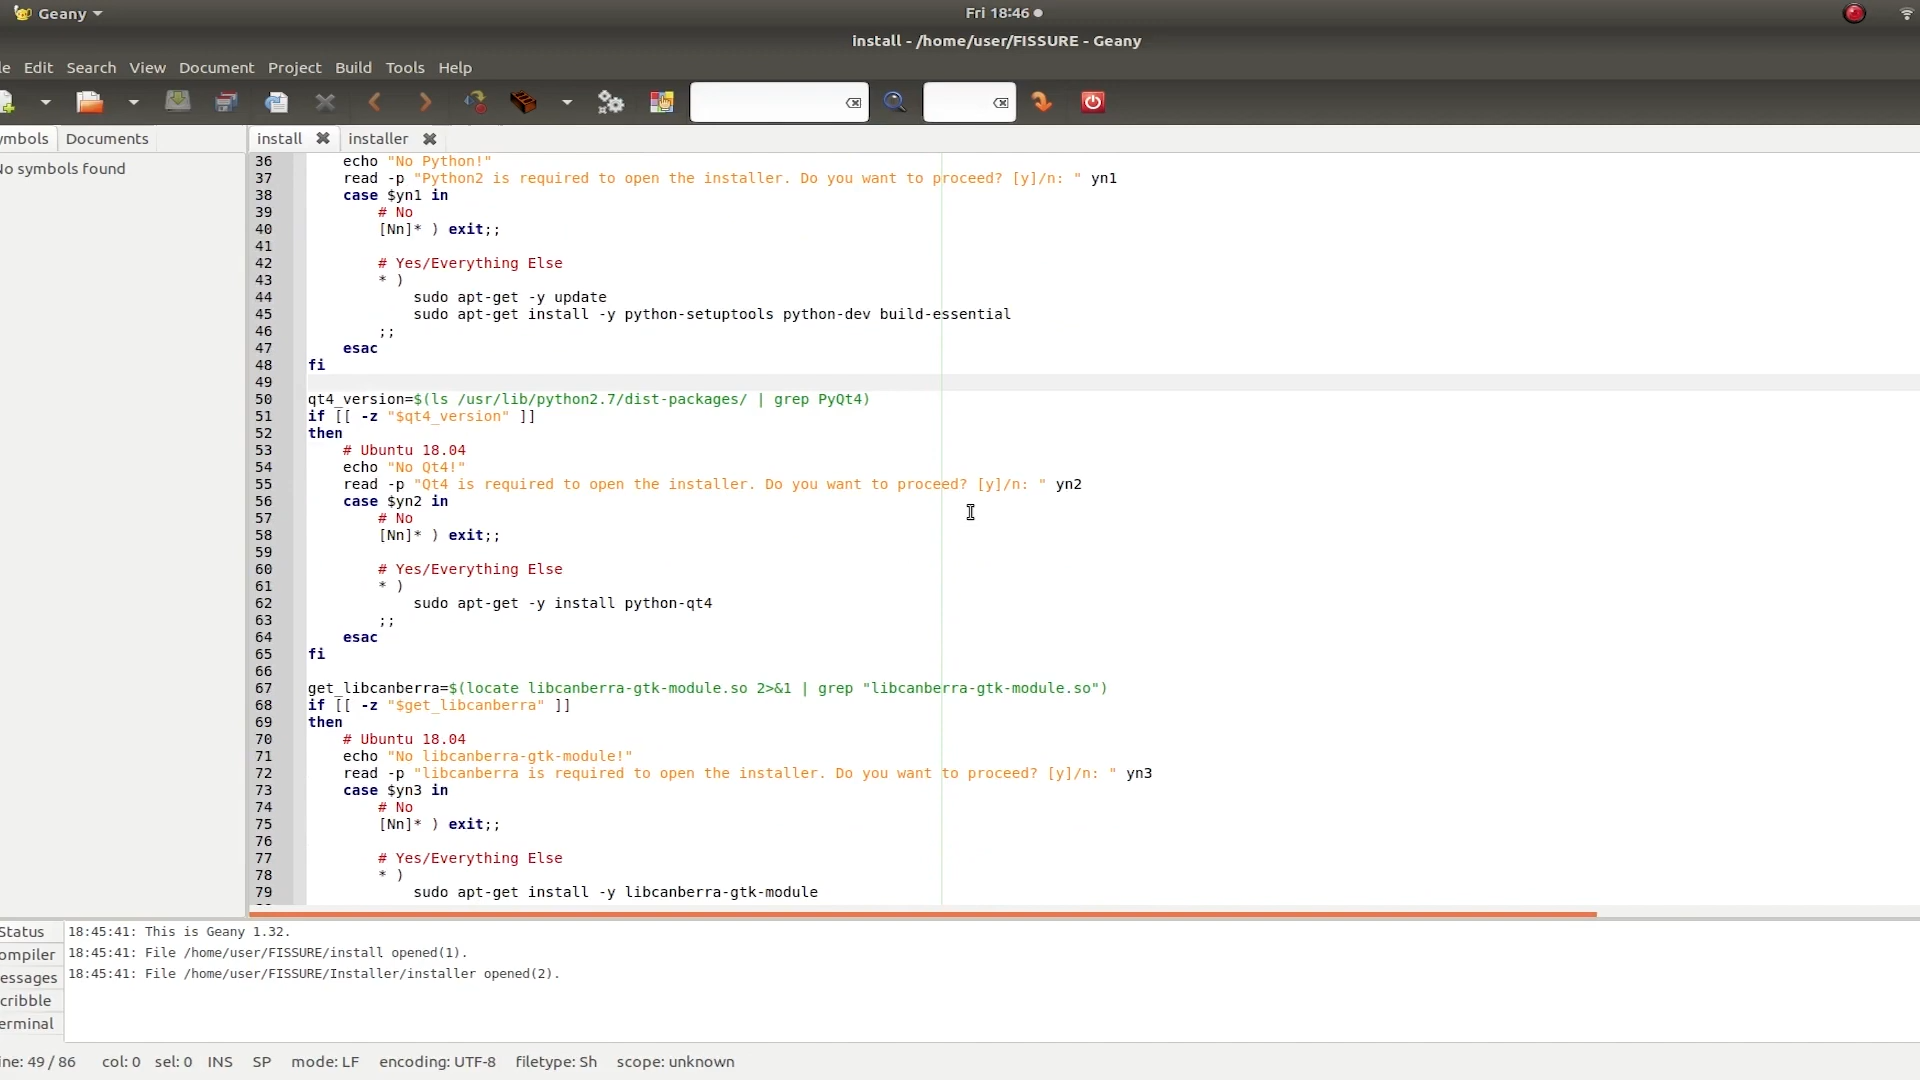 Geany
Fri 18:46
install - /home/user/FISSURE - Geany
le Edit Search View Document Project Build Tools Help
ymbols Documents
install installer
No symbols found
36 echo "No Python!"
37 read -p "Python2 is required to open the installer. Do you want to proceed? [y]/n: " yn1
38 case $yn1 in
39 # No
40 [Nn]* ) exit;;
41
42 # Yes/Everything Else
43 * )
44 sudo apt-get -y update
45 sudo apt-get install -y python-setuptools python-dev build-essential
46 ;;
47 esac
48 fi
49
50 qt4_version=$(ls /usr/lib/python2.7/dist-packages/ | grep PyQt4)
51 if [[ -z "$qt4_version" ]]
52 then
53 # Ubuntu 18.04
54 echo "No Qt4!"
55 read -p "Qt4 is required to open the installer. Do you want to proceed? [y]/n: " yn2
56 case $yn2 in
57 # No
58 [Nn]* ) exit;;
59
60 # Yes/Everything Else
61 * )
62 sudo apt-get -y install python-qt4
63 ;;
64 esac
65 fi
66
67 get_libcanberra=$(locate libcanberra-gtk-module.so 2>&1 | grep "libcanberra-gtk-module.so")
68 if [[ -z "$get_libcanberra" ]]
69 then
70 # Ubuntu 18.04
71 echo "No libcanberra-gtk-module!"
72 read -p "libcanberra is required to open the installer. Do you want to proceed? [y]/n: " yn3
73 case $yn3 in
74 # No
75 [Nn]* ) exit;;
76
77 # Yes/Everything Else
78 * )
79 sudo apt-get install -y libcanberra-gtk-module
Status
ompiler
essages
cribble
erminal
18:45:41: This is Geany 1.32.
18:45:41: File /home/user/FISSURE/install opened(1).
18:45:41: File /home/user/FISSURE/Installer/installer opened(2).
ine: 49 / 86 col: 0 sel: 0 INS SP mode: LF encoding: UTF-8 filetype: Sh scope: unknown